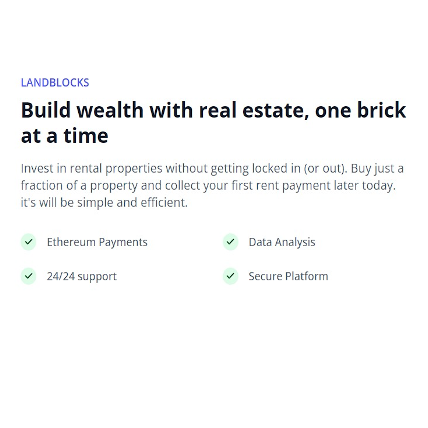 LANDBLOCKS
Build wealth with real estate, one brick
at a time
Invest in rental properties without getting locked in (or out). Buy just a
fraction of a property and collect your first rent payment later today.
it's will be simple and efficient.
Ethereum Payments
Data Analysis
24/24 support
Secure Platform